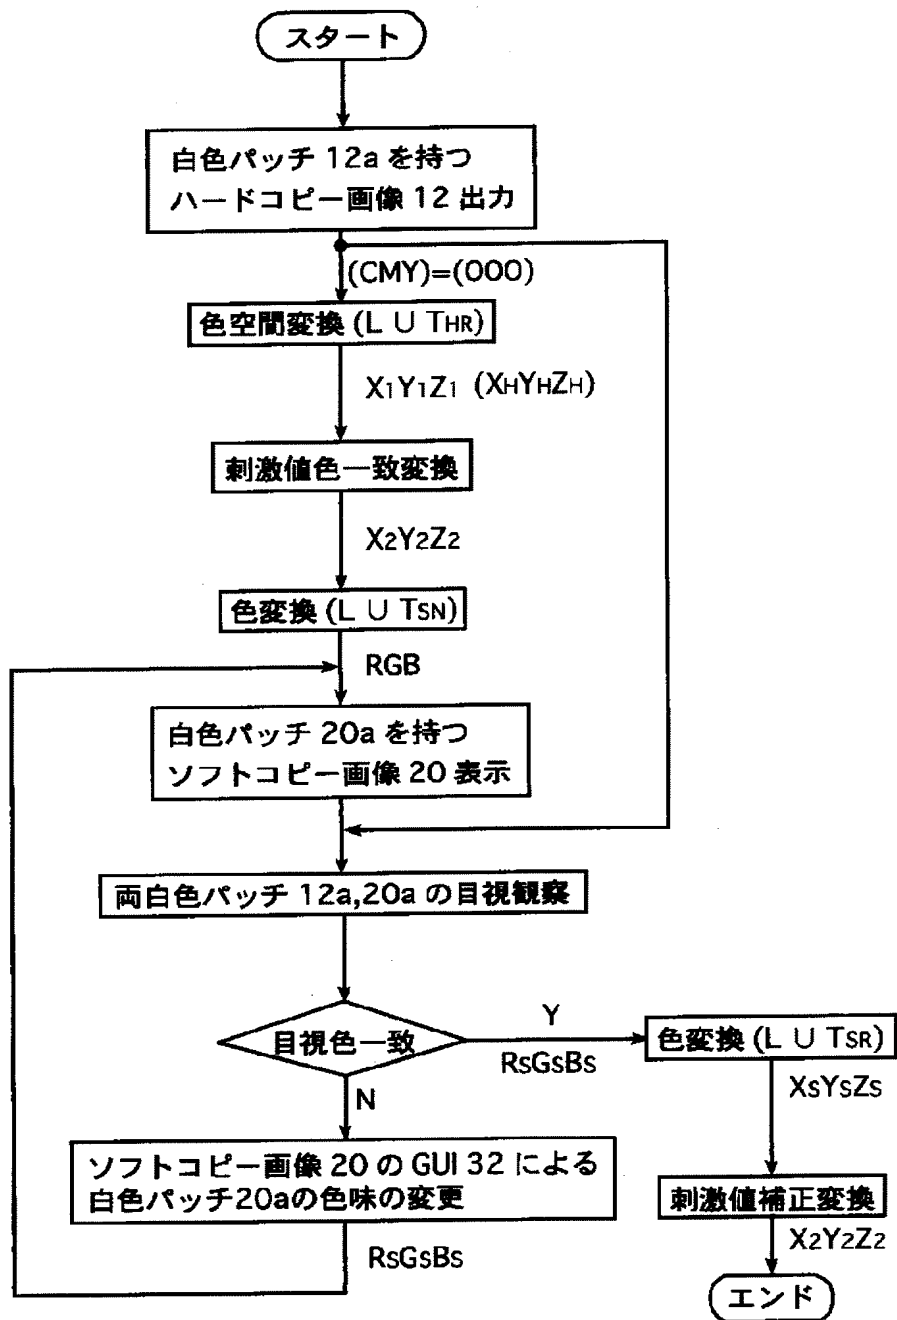 スタート
白色パッチ 12a を持つ
ハードコピー画像 12 出力
(CMY)=(000)
色空間変換 (L U THR)
X1Y1Z1 (XHYHZH)
刺激値色一致変換
X2Y2Z2
色変換 (L U TSN)
RGB
白色パッチ 20a を持つ
ソフトコピー画像 20 表示
両白色パッチ 12a,20a の目視観察
目視色一致
Y
RsGsBs
色変換 (L U TSR)
XsYsZs
刺激値補正変換
X2Y2Z2
エンド
N
ソフトコピー画像 20 の GUI 32 による
白色パッチ20aの色味の変更
RsGsBs